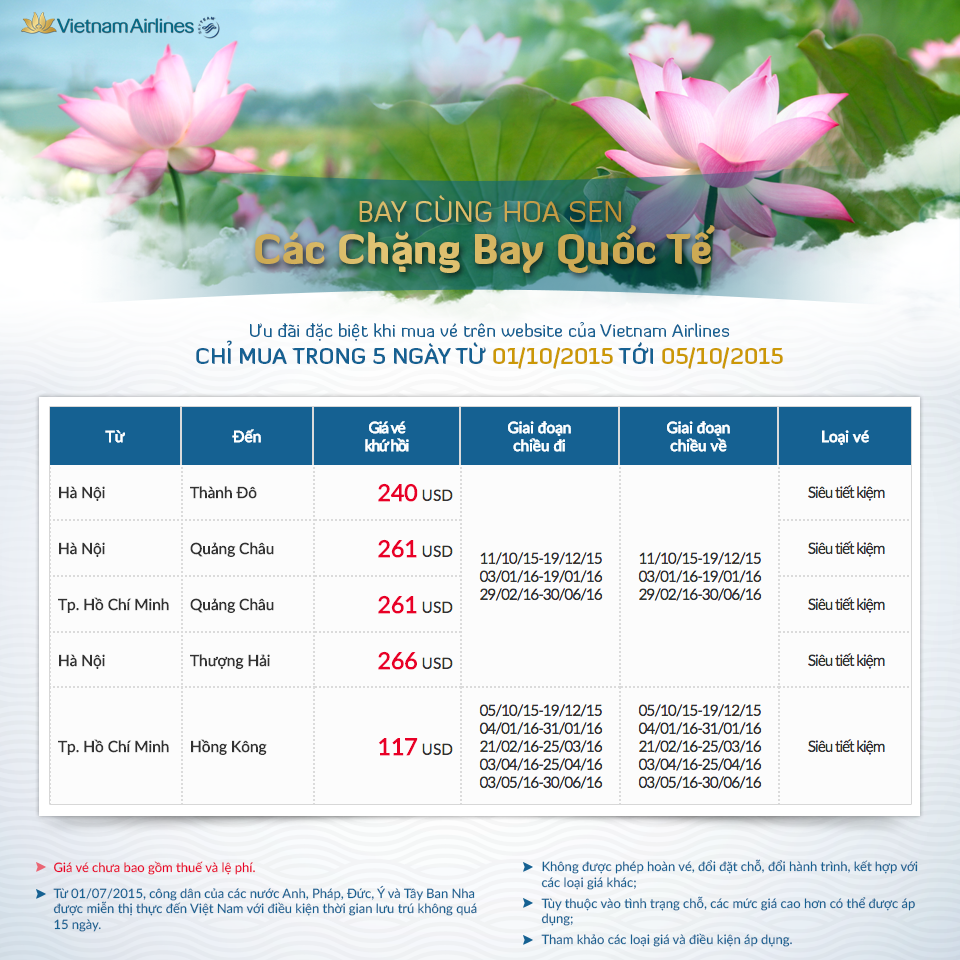 Vietnam Airlines
SKYTEAM
BAY CÙNG HOA SEN
Các Chặng Bay Quốc Tế
Ưu đãi đặc biệt khi mua vé trên website của Vietnam Airlines
CHỈ MUA TRONG 5 NGÀY TỪ 01/10/2015 TỚI 05/10/2015
Từ
Đến
Giá vé
khứ hồi
Giai đoạn
chiều đi
Giai đoạn
chiều về
Loại vé
Hà Nội
Thành Đô
240 USD
Siêu tiết kiệm
Hà Nội
Quảng Châu
261 USD
Siêu tiết kiệm
Tp. Hồ Chí Minh
Quảng Châu
261 USD
Siêu tiết kiệm
Hà Nội
Thượng Hải
266 USD
Siêu tiết kiệm
11/10/15-19/12/15
03/01/16-19/01/16
29/02/16-30/06/16
11/10/15-19/12/15
03/01/16-19/01/16
29/02/16-30/06/16
Tp. Hồ Chí Minh
Hồng Kông
117 USD
05/10/15-19/12/15
04/01/16-31/01/16
21/02/16-25/03/16
03/04/16-25/04/16
03/05/16-30/06/16
05/10/15-19/12/15
04/01/16-31/01/16
21/02/16-25/03/16
03/04/16-25/04/16
03/05/16-30/06/16
Siêu tiết kiệm
Giá vé chưa bao gồm thuế và lệ phí.
Từ 01/07/2015, công dân của các nước Anh, Pháp, Đức, Ý và Tây Ban Nha
được miễn thị thực đến Việt Nam với điều kiện thời gian lưu trú không quá
15 ngày.
Không được phép hoàn vé, đổi đặt chỗ, đổi hành trình, kết hợp với
các loại giá khác;
Tùy thuộc vào tình trạng chỗ, các mức giá cao hơn có thể được áp
dụng;
Tham khảo các loại giá và điều kiện áp dụng.